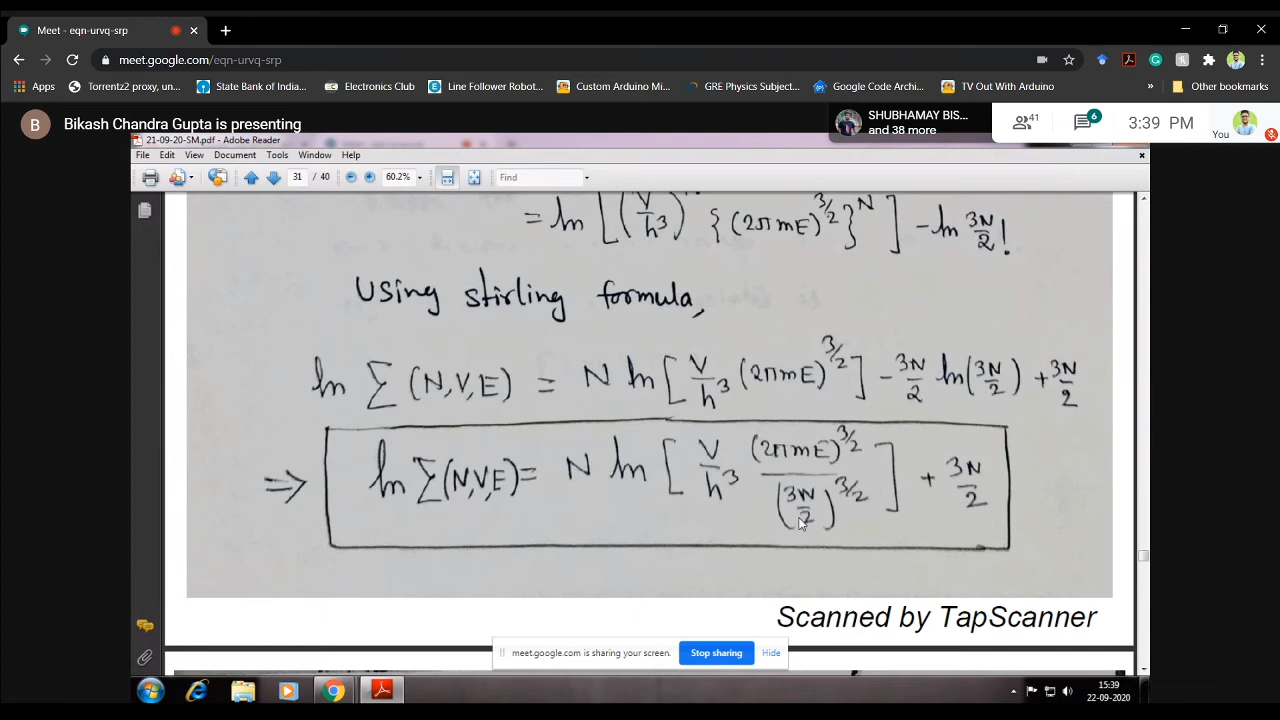 Meet - eqn-urvq-srp
meet.google.com/eqn-urvq-srp
Apps Torrentz2 proxy, un... State Bank of India... Electronics Club Line Follower Robot... Custom Arduino Mi... GRE Physics Subject... Google Code Archi... TV Out With Arduino » Other bookmarks
B Bikash Chandra Gupta is presenting
SHUBHAMAY BIS...
and 38 more
41 6 3:39 PM You
21-09-20-SM.pdf - Adobe Reader
File Edit View Document Tools Window Help
31 / 40 60.2% Find
= ln [ (V/h³) {(2πmE)^3/2}^N ] - ln 3N/2 !
Using stirling formula,
ln Σ (N,V,E) = N ln [ V/h³ (2πmE)^3/2 ] - 3N/2 ln(3N/2) + 3N/2
⇒ ln Σ(N,V,E) = N ln [ V/h³ (2πmE)^3/2 / (3N/2)^3/2 ] + 3N/2
Scanned by TapScanner
meet.google.com is sharing your screen. Stop sharing Hide
15:39
22-09-2020